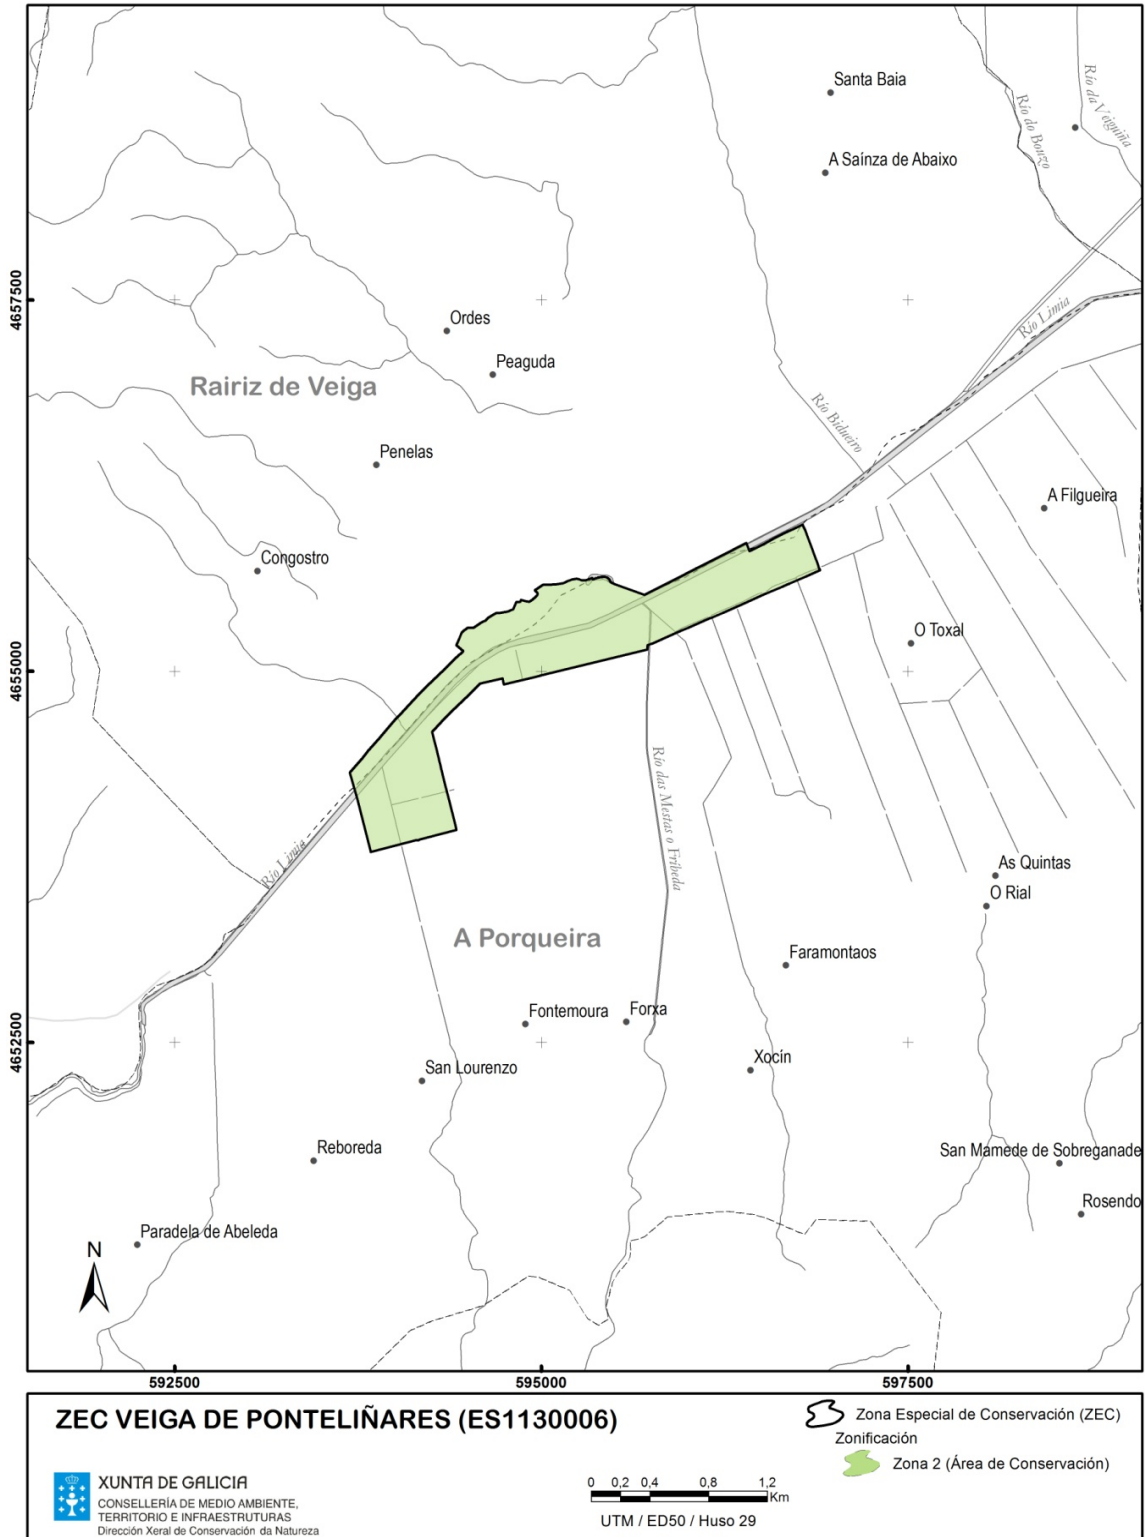 Santa Baia
Río da Veiguiña
Río do Bouzo
A Saínza de Abaixo
4657500
Río Limia
Ordes
Peaguda
Rairiz de Veiga
Río Bidueiro
Penelas
A Filgueira
Congostro
O Toxal
4655000
Río das Mestas o Fríbeda
Río Limia
As Quintas
O Rial
A Porqueira
Faramontaos
Fontemoura
Forxa
4652500
Xocín
San Lourenzo
Reboreda
San Mamede de Sobreganade
Rosendo
Paradela de Abeleda
N
592500
595000
597500
ZEC VEIGA DE PONTELIÑARES (ES1130006)
Zona Especial de Conservación (ZEC)
Zonificación
Zona 2 (Área de Conservación)
XUNTA DE GALICIA
CONSELLERÍA DE MEDIO AMBIENTE,
TERRITORIO E INFRAESTRUTURAS
Dirección Xeral de Conservación da Natureza
0 0,2 0,4 0,8 1,2
Km
UTM / ED50 / Huso 29